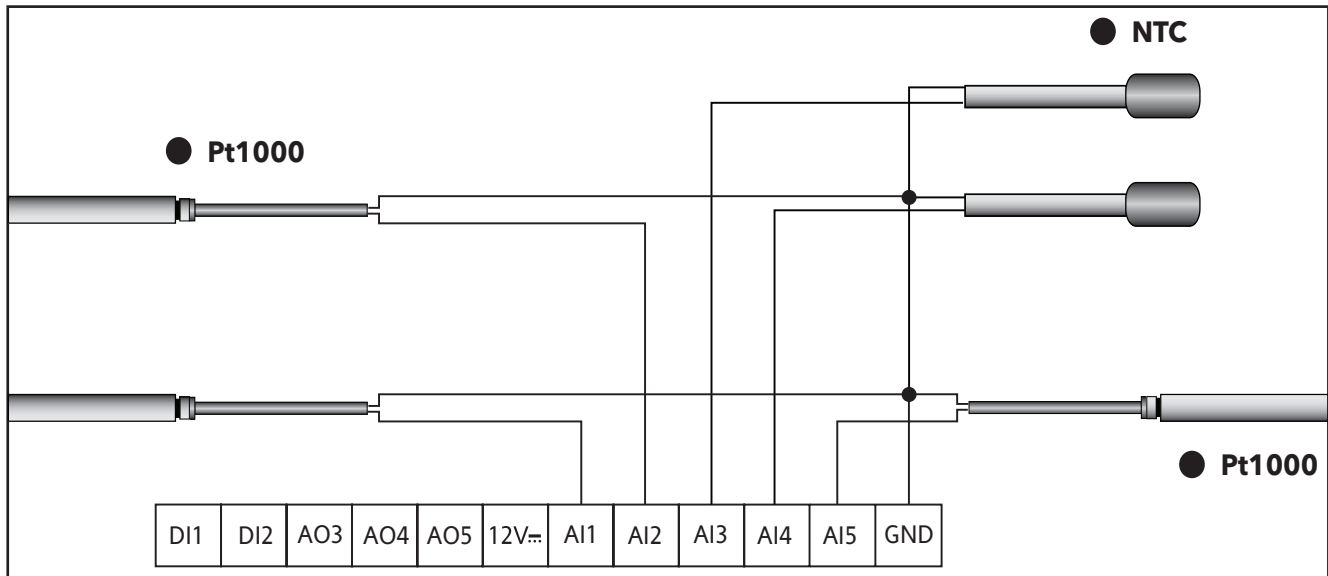 NTC
Pt1000
Pt1000
DI1 DI2 AO3 AO4 AO5 12V⎓ AI1 AI2 AI3 AI4 AI5 GND